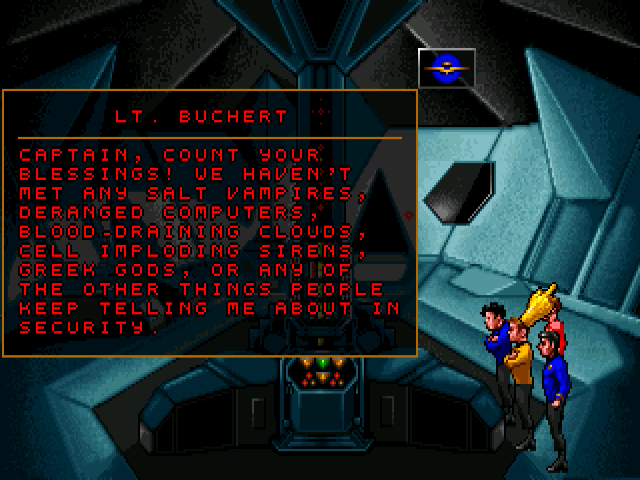 LT. BUCHERT
CAPTAIN, COUNT YOUR
BLESSINGS! WE HAVEN'T
MET ANY SALT VAMPIRES,
DERANGED COMPUTERS,
BLOOD-DRAINING CLOUDS,
CELL IMPLODING SIRENS,
GREEK GODS, OR ANY OF
THE OTHER THINGS PEOPLE
KEEP TELLING ME ABOUT IN
SECURITY.